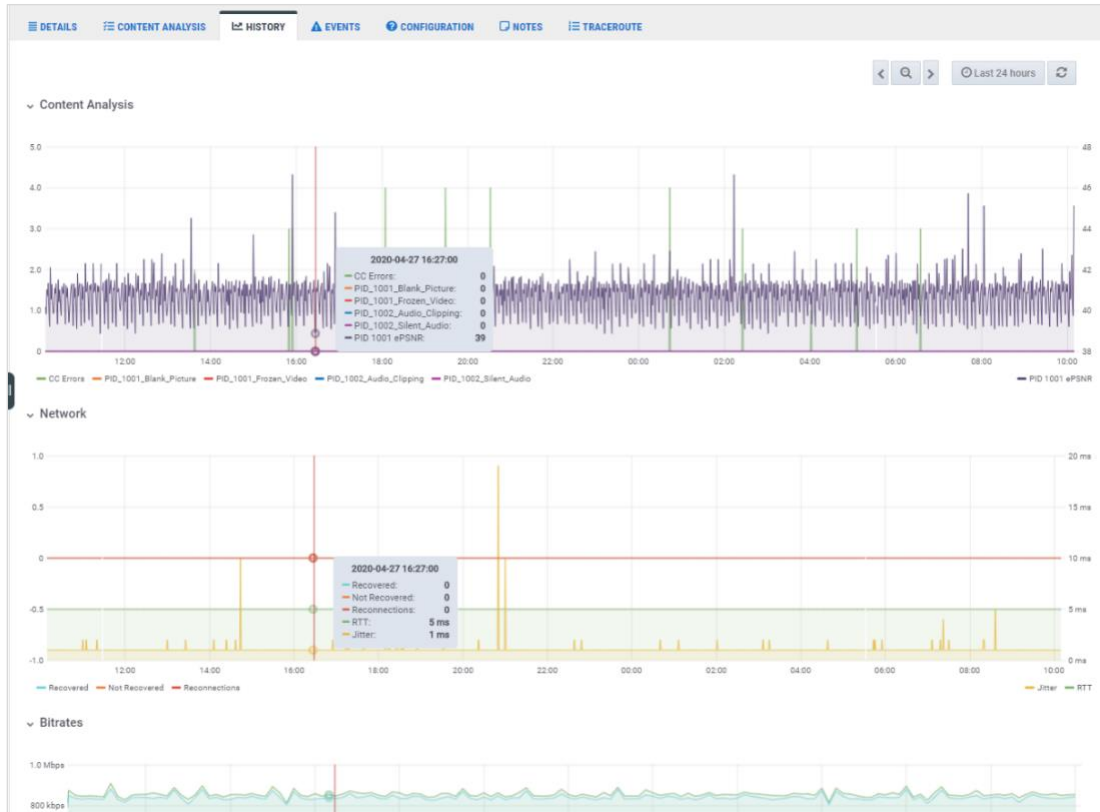 DETAILS CONTENT ANALYSIS HISTORY EVENTS CONFIGURATION NOTES TRACEROUTE
Last 24 hours
Content Analysis
5.0 48
4.0 46
3.0 44
2.0 42
1.0 40
0 38
12:00 14:00 16:00 18:00 20:00 22:00 00:00 02:00 04:00 06:00 08:00 10:00
2020-04-27 16:27:00
CC Errors: 0
PID_1001_Blank_Picture: 0
PID_1001_Frozen_Video: 0
PID_1002_Audio_Clipping: 0
PID_1002_Silent_Audio: 0
PID 1001 ePSNR: 39
CC Errors PID_1001_Blank_Picture PID_1001_Frozen_Video PID_1002_Audio_Clipping PID_1002_Silent_Audio PID 1001 ePSNR
Network
1.0 20 ms
0.5 15 ms
0 10 ms
-0.5 5 ms
-1.0 0 ms
12:00 14:00 16:00 18:00 20:00 22:00 00:00 02:00 04:00 06:00 08:00 10:00
2020-04-27 16:27:00
Recovered: 0
Not Recovered: 0
Reconnections: 0
RTT: 5 ms
Jitter: 1 ms
Recovered Not Recovered Reconnections Jitter RTT
Bitrates
1.0 Mbps
800 kbps